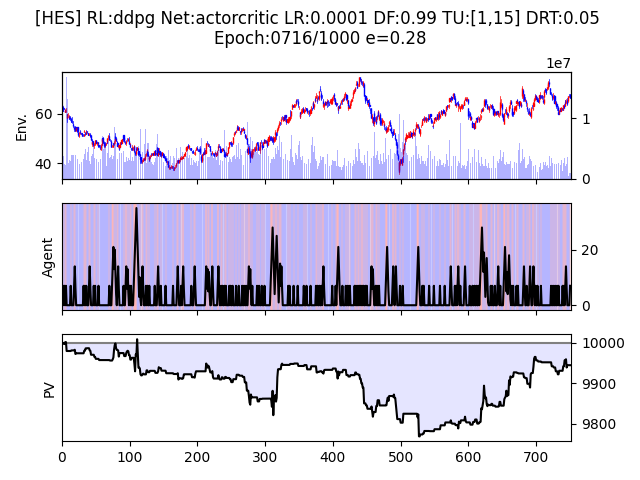 [HES] RL:ddpg Net:actorcritic LR:0.0001 DF:0.99 TU:[1,15] DRT:0.05
Epoch:0716/1000 e=0.28
1e7
Env.
60
40
1
0
Agent
20
0
PV
10000
9900
9800
0 100 200 300 400 500 600 700